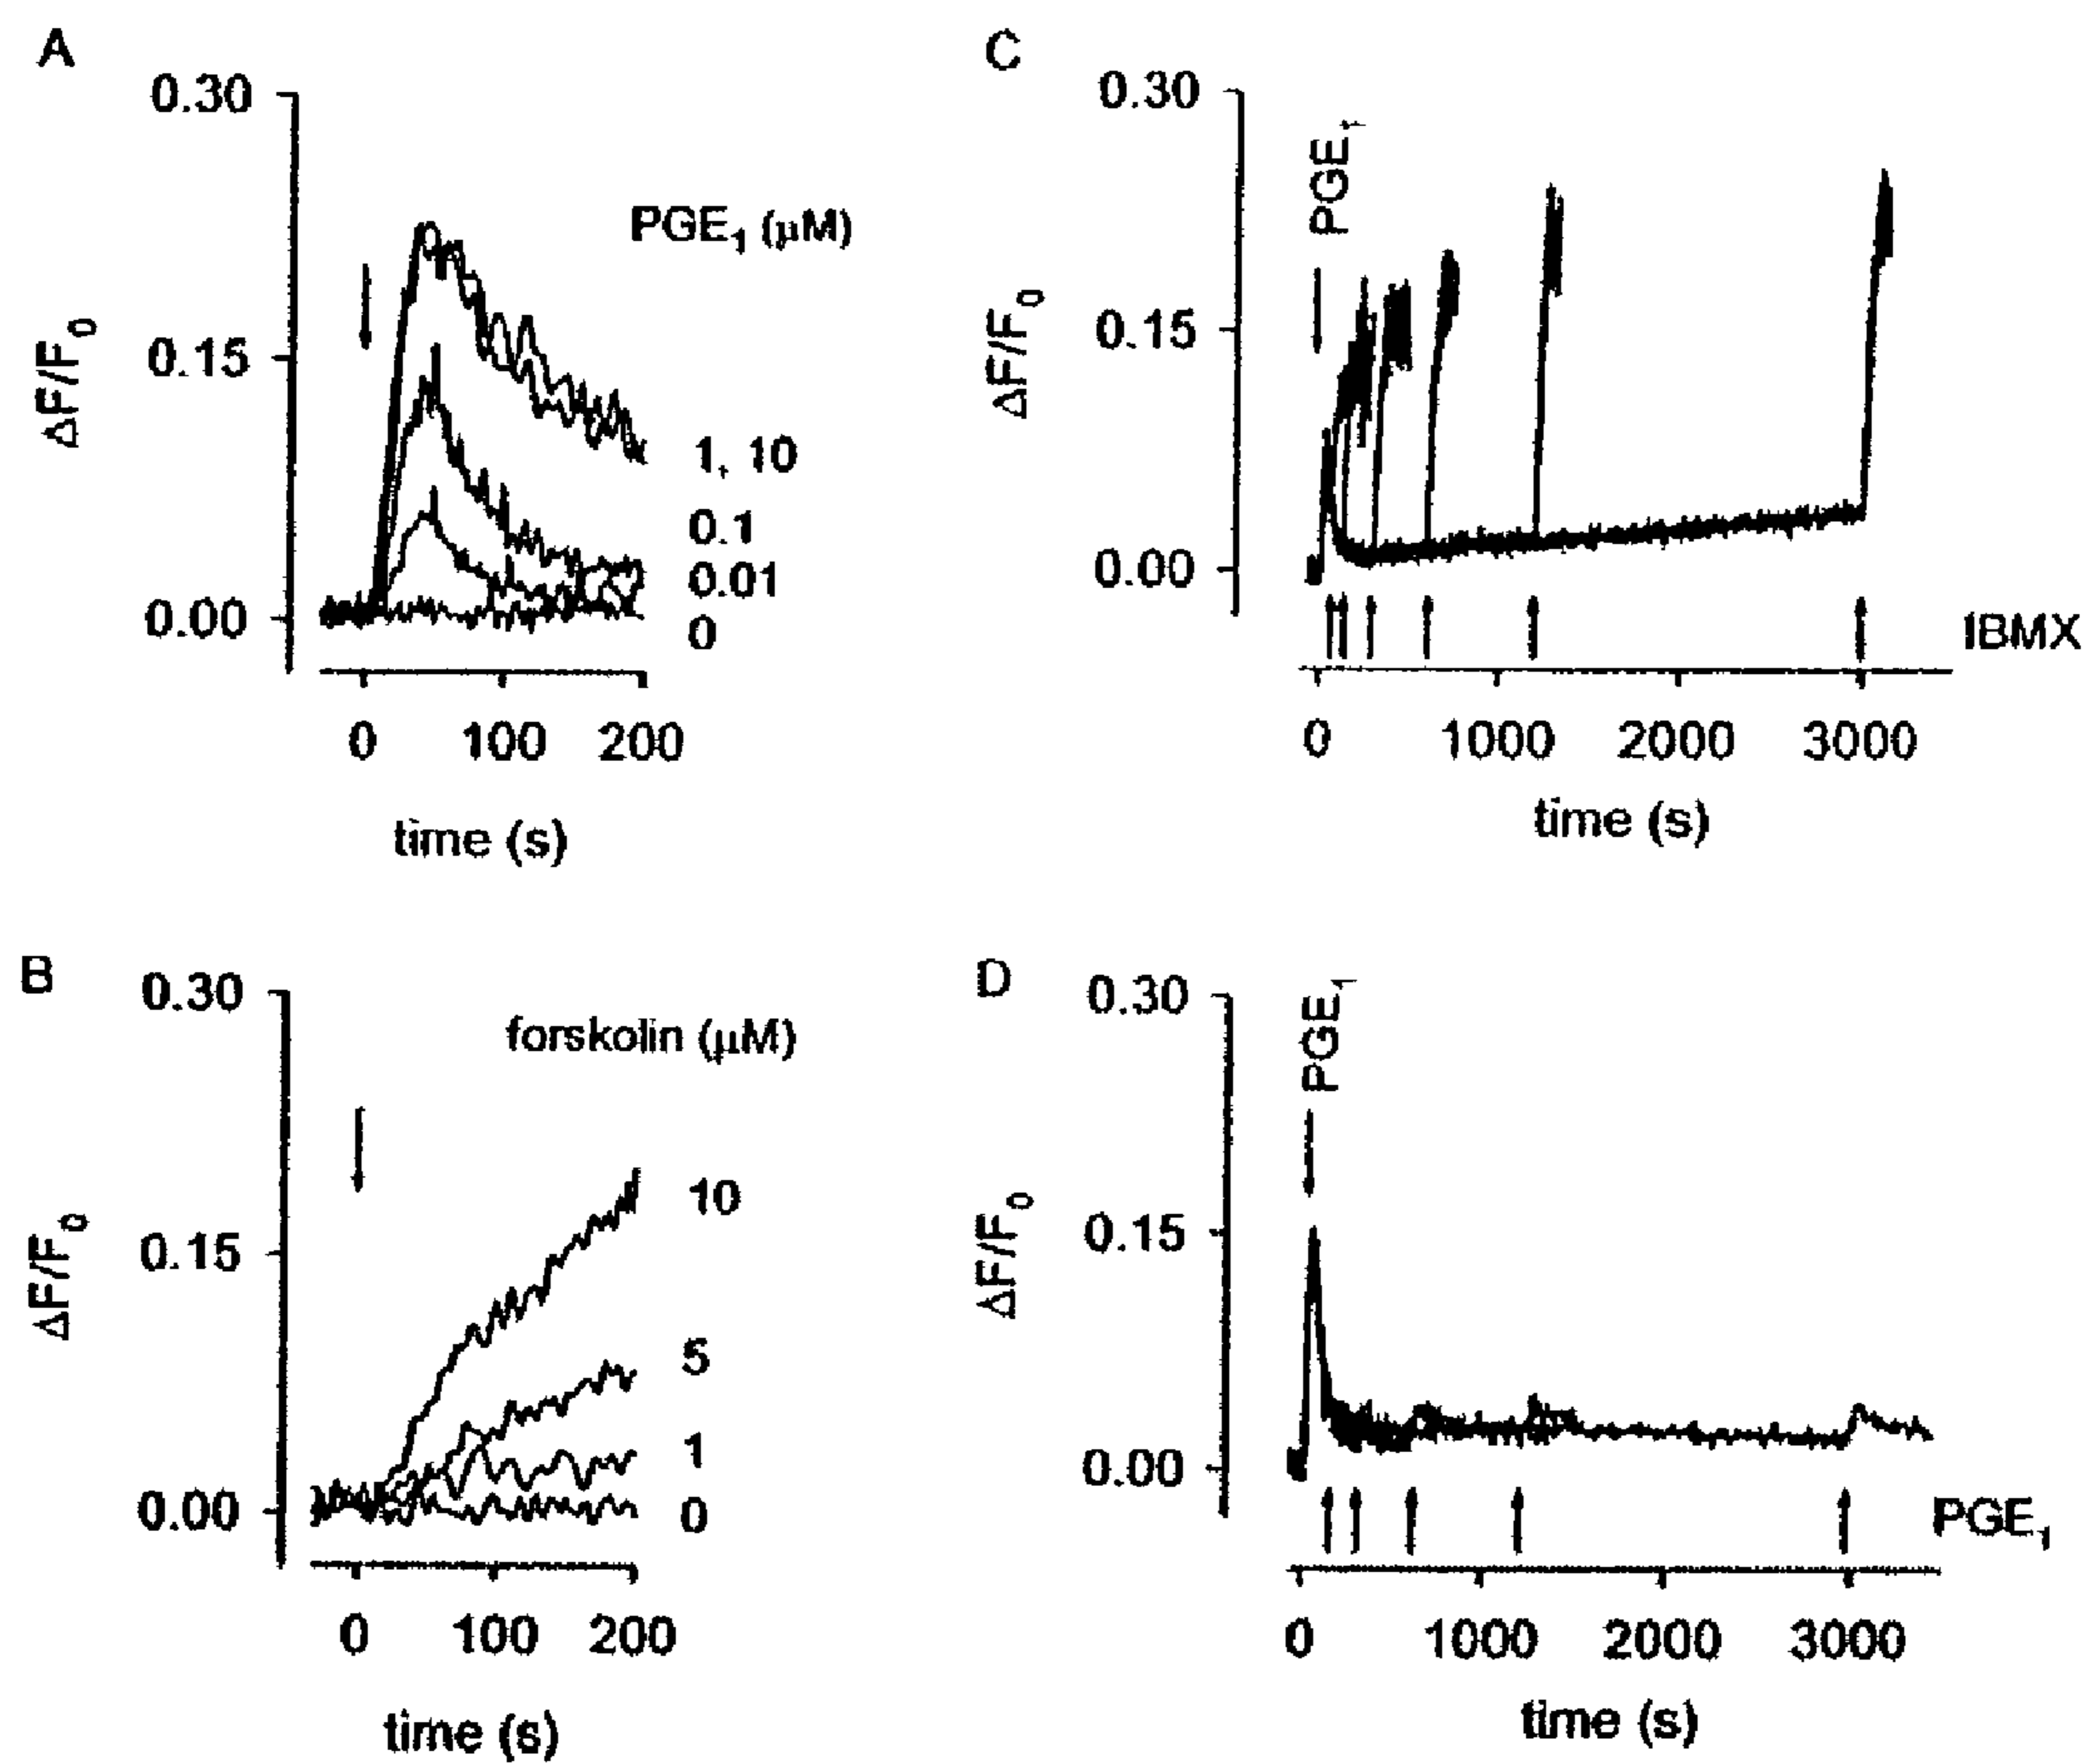 A
0.30
0.15
0.00
ΔF/F0
PGE1 (µM)
1, 10
0.1
0.01
0
0 100 200
time (s)
C
0.30
0.15
0.00
ΔF/F0
PGE1
IBMX
0 1000 2000 3000
time (s)
B
0.30
0.15
0.00
ΔF/F0
forskolin (µM)
10
5
1
0
0 100 200
time (s)
D
0.30
0.15
0.00
ΔF/F0
PGE1
PGE1
0 1000 2000 3000
time (s)